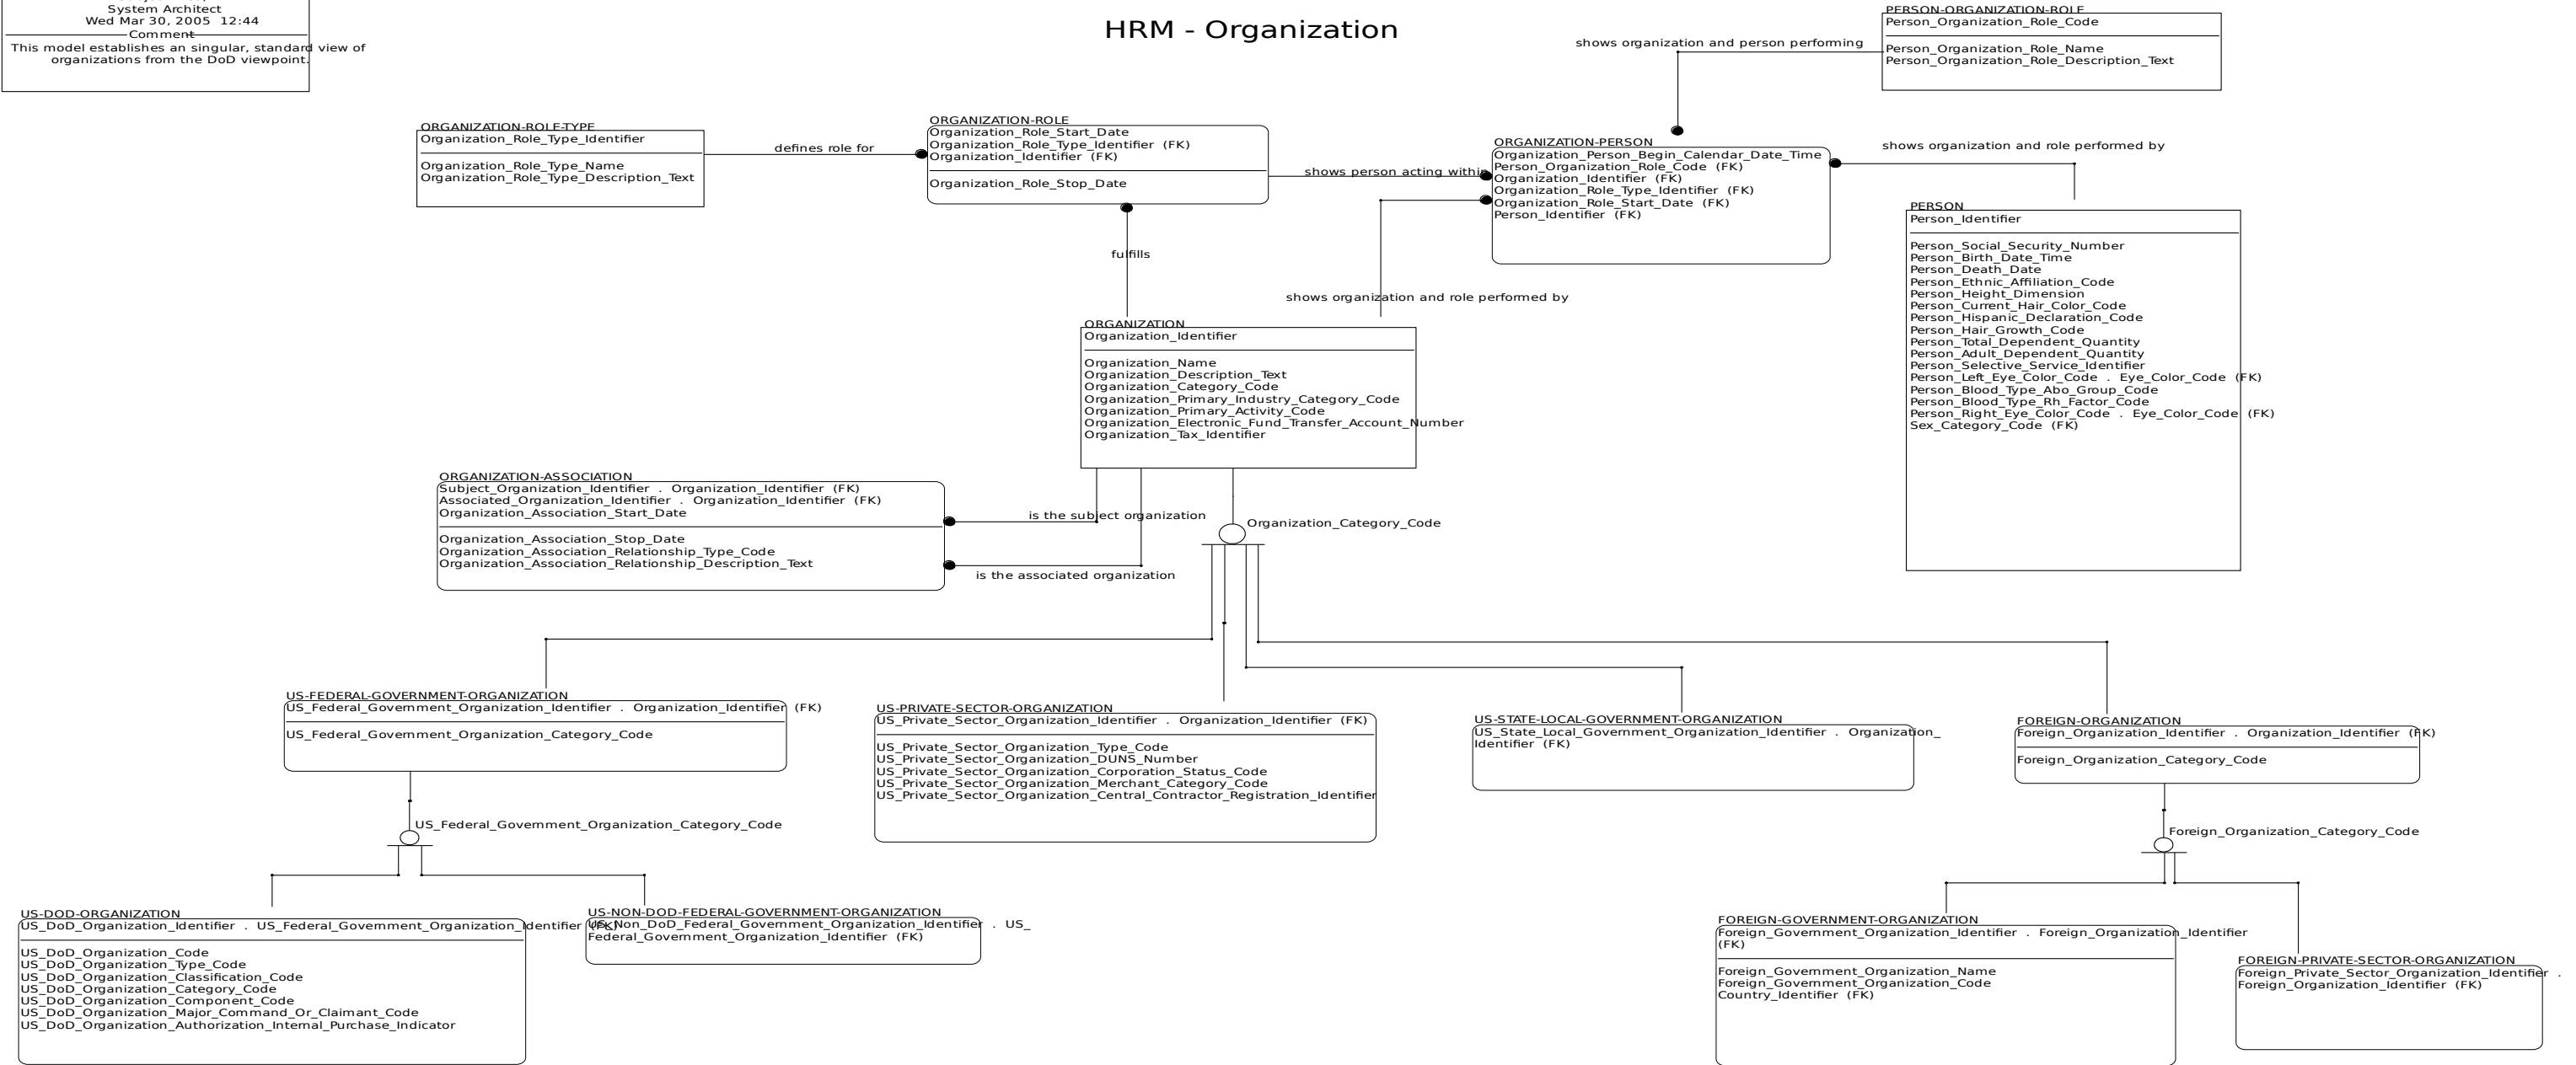 System Architect
Wed Mar 30, 2005 12:44
Comment
This model establishes an singular, standard view of
organizations from the DoD viewpoint.
HRM - Organization
PERSON-ORGANIZATION-ROLE
Person_Organization_Role_Code
Person_Organization_Role_Name
Person_Organization_Role_Description_Text
shows organization and person performing
ORGANIZATION-ROLE-TYPE
Organization_Role_Type_Identifier
Organization_Role_Type_Name
Organization_Role_Type_Description_Text
defines role for
ORGANIZATION-ROLE
Organization_Role_Start_Date
Organization_Role_Type_Identifier (FK)
Organization_Identifier (FK)
Organization_Role_Stop_Date
shows person acting within
ORGANIZATION-PERSON
Organization_Person_Begin_Calendar_Date_Time
Person_Organization_Role_Code (FK)
Organization_Identifier (FK)
Organization_Role_Type_Identifier (FK)
Organization_Role_Start_Date (FK)
Person_Identifier (FK)
shows organization and role performed by
PERSON
Person_Identifier
Person_Social_Security_Number
Person_Birth_Date_Time
Person_Death_Date
Person_Ethnic_Affiliation_Code
Person_Height_Dimension
Person_Current_Hair_Color_Code
Person_Hispanic_Declaration_Code
Person_Hair_Growth_Code
Person_Total_Dependent_Quantity
Person_Adult_Dependent_Quantity
Person_Selective_Service_Identifier
Person_Left_Eye_Color_Code . Eye_Color_Code (FK)
Person_Blood_Type_Abo_Group_Code
Person_Blood_Type_Rh_Factor_Code
Person_Right_Eye_Color_Code . Eye_Color_Code (FK)
Sex_Category_Code (FK)
fulfills
shows organization and role performed by
ORGANIZATION
Organization_Identifier
Organization_Name
Organization_Description_Text
Organization_Category_Code
Organization_Primary_Industry_Category_Code
Organization_Primary_Activity_Code
Organization_Electronic_Fund_Transfer_Account_Number
Organization_Tax_Identifier
ORGANIZATION-ASSOCIATION
Subject_Organization_Identifier . Organization_Identifier (FK)
Associated_Organization_Identifier . Organization_Identifier (FK)
Organization_Association_Start_Date
Organization_Association_Stop_Date
Organization_Association_Relationship_Type_Code
Organization_Association_Relationship_Description_Text
is the subject organization
is the associated organization
Organization_Category_Code
US-FEDERAL-GOVERNMENT-ORGANIZATION
US_Federal_Government_Organization_Identifier . Organization_Identifier (FK)
US_Federal_Government_Organization_Category_Code
US-PRIVATE-SECTOR-ORGANIZATION
US_Private_Sector_Organization_Identifier . Organization_Identifier (FK)
US_Private_Sector_Organization_Type_Code
US_Private_Sector_Organization_DUNS_Number
US_Private_Sector_Organization_Corporation_Status_Code
US_Private_Sector_Organization_Merchant_Category_Code
US_Private_Sector_Organization_Central_Contractor_Registration_Identifier
US-STATE-LOCAL-GOVERNMENT-ORGANIZATION
US_State_Local_Government_Organization_Identifier . Organization_
Identifier (FK)
FOREIGN-ORGANIZATION
Foreign_Organization_Identifier . Organization_Identifier (FK)
Foreign_Organization_Category_Code
US_Federal_Government_Organization_Category_Code
Foreign_Organization_Category_Code
US-DOD-ORGANIZATION
US_DoD_Organization_Identifier . US_Federal_Government_Organization_Identifier (FK)
US_DoD_Organization_Code
US_DoD_Organization_Type_Code
US_DoD_Organization_Classification_Code
US_DoD_Organization_Category_Code
US_DoD_Organization_Component_Code
US_DoD_Organization_Major_Command_Or_Claimant_Code
US_DoD_Organization_Authorization_Internal_Purchase_Indicator
US-NON-DOD-FEDERAL-GOVERNMENT-ORGANIZATION
US_Non_DoD_Federal_Government_Organization_Identifier . US_
Federal_Government_Organization_Identifier (FK)
FOREIGN-GOVERNMENT-ORGANIZATION
Foreign_Government_Organization_Identifier . Foreign_Organization_Identifier
(FK)
Foreign_Government_Organization_Name
Foreign_Government_Organization_Code
Country_Identifier (FK)
FOREIGN-PRIVATE-SECTOR-ORGANIZATION
Foreign_Private_Sector_Organization_Identifier .
Foreign_Organization_Identifier (FK)